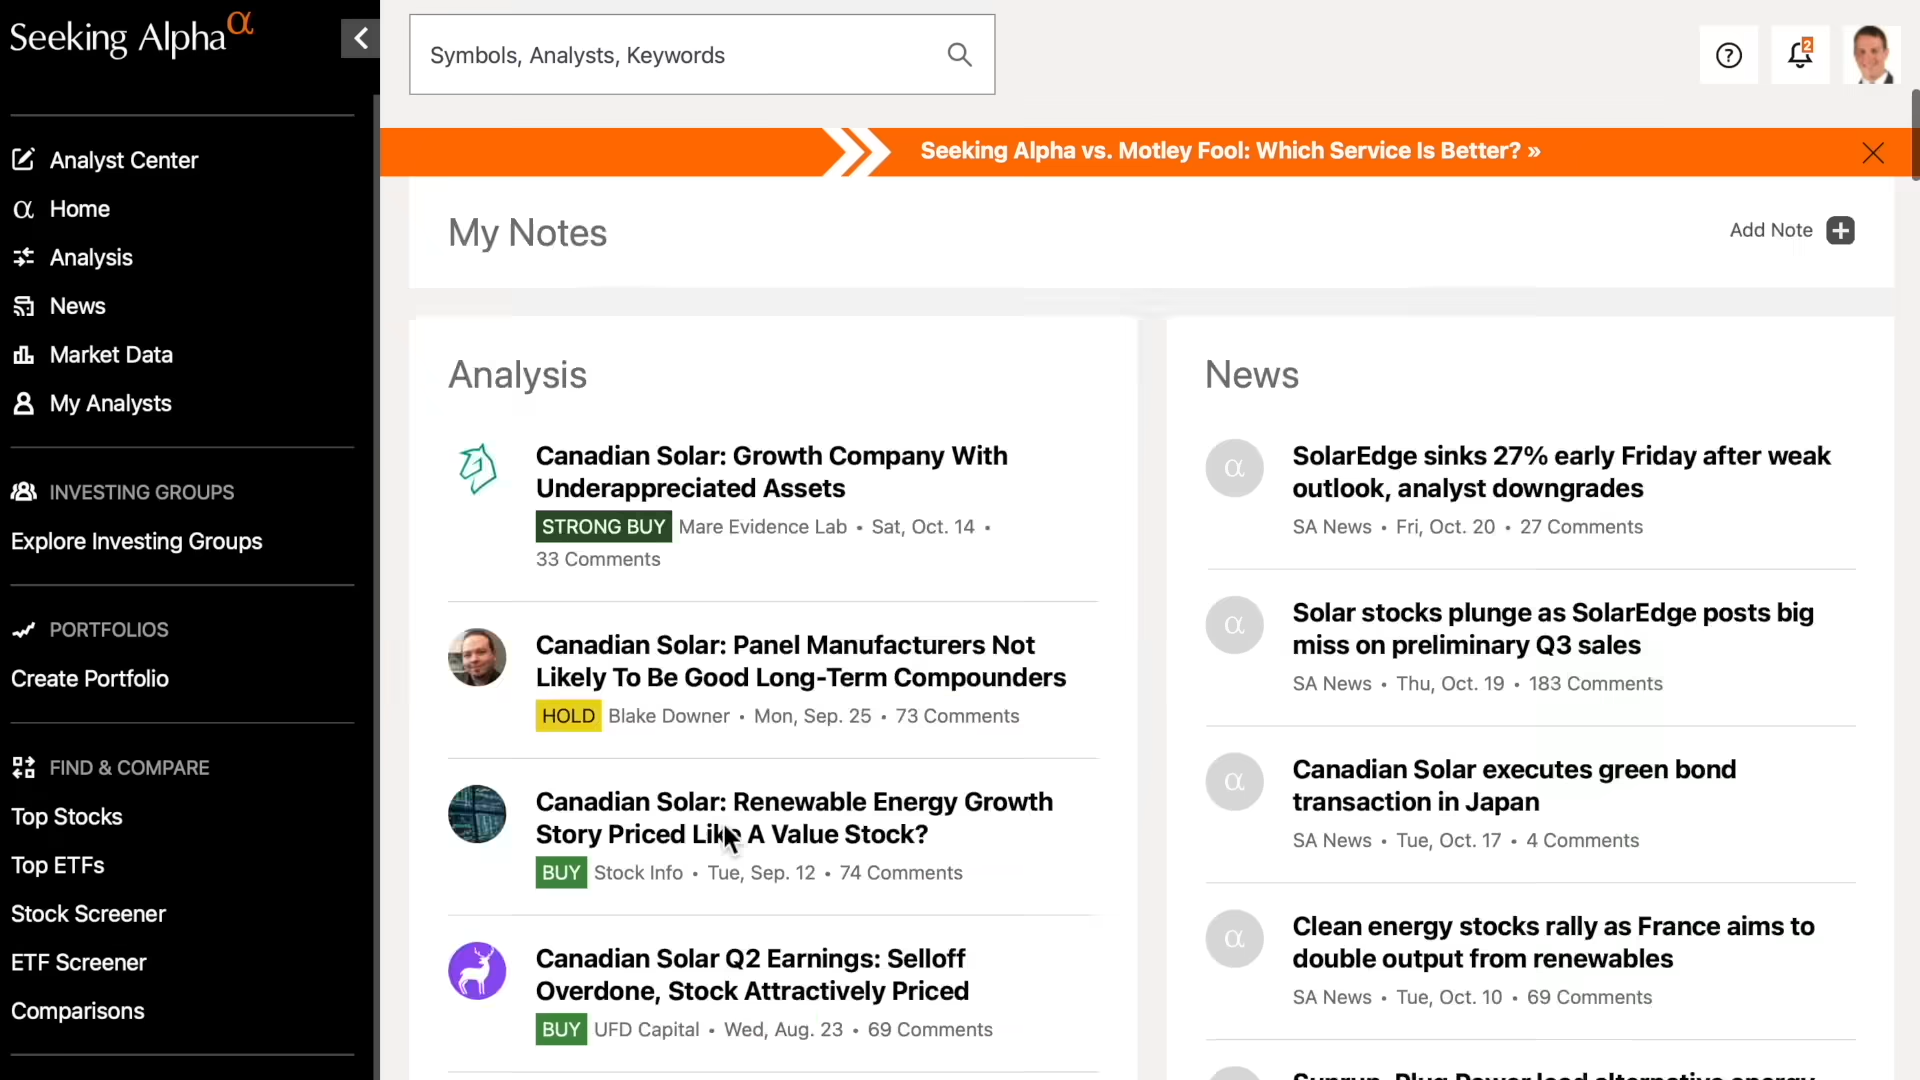 Seeking Alpha α
Symbols, Analysts, Keywords
2
Seeking Alpha vs. Motley Fool: Which Service Is Better? »
Analyst Center
Home
Analysis
News
Market Data
My Analysts
INVESTING GROUPS
Explore Investing Groups
PORTFOLIOS
Create Portfolio
FIND & COMPARE
Top Stocks
Top ETFs
Stock Screener
ETF Screener
Comparisons
My Notes
Add Note
Analysis
Canadian Solar: Growth Company With
Underappreciated Assets
STRONG BUY Mare Evidence Lab • Sat, Oct. 14 •
33 Comments
Canadian Solar: Panel Manufacturers Not
Likely To Be Good Long-Term Compounders
HOLD Blake Downer • Mon, Sep. 25 • 73 Comments
Canadian Solar: Renewable Energy Growth
Story Priced Like A Value Stock?
BUY Stock Info • Tue, Sep. 12 • 74 Comments
Canadian Solar Q2 Earnings: Selloff
Overdone, Stock Attractively Priced
BUY UFD Capital • Wed, Aug. 23 • 69 Comments
News
SolarEdge sinks 27% early Friday after weak
outlook, analyst downgrades
SA News • Fri, Oct. 20 • 27 Comments
Solar stocks plunge as SolarEdge posts big
miss on preliminary Q3 sales
SA News • Thu, Oct. 19 • 183 Comments
Canadian Solar executes green bond
transaction in Japan
SA News • Tue, Oct. 17 • 4 Comments
Clean energy stocks rally as France aims to
double output from renewables
SA News • Tue, Oct. 10 • 69 Comments
Sunrun, Plug Power lead alternative energy